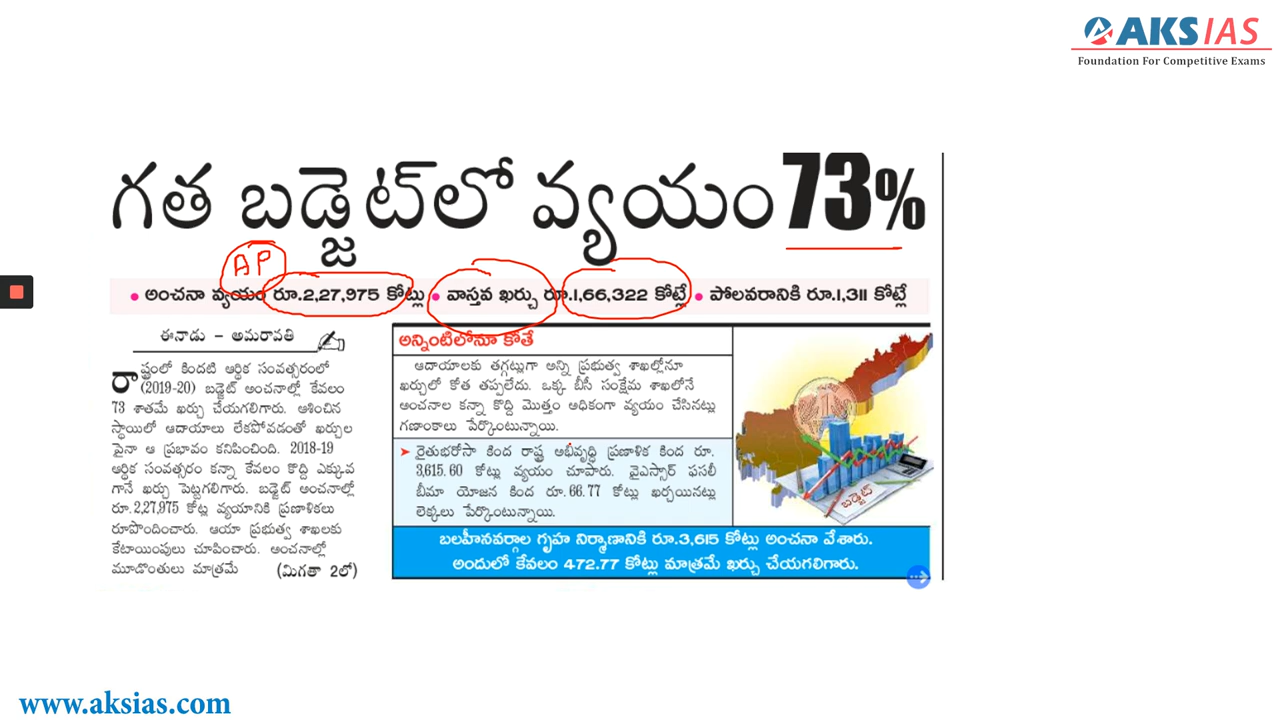 AKS IAS
Foundation For Competitive Exams
గత బడ్జెట్‌లో వ్యయం 73%
AP
• అంచనా వ్యయం రూ.2,27,975 కోట్లు • వాస్తవ ఖర్చు రూ.1,66,322 కోట్లే • పోలవరానికి రూ.1,311 కోట్లే
ఈనాడు - అమరావతి
రాష్ట్రంలో కిందటి ఆర్థిక సంవత్సరంలో
(2019-20) బడ్జెట్ అంచనాల్లో కేవలం
73 శాతమే ఖర్చు చేయగలిగారు. ఆశించిన
స్థాయిలో ఆదాయాలు లేకపోవడంతో ఖర్చుల
పైనా ఆ ప్రభావం కనిపించింది. 2018-19
ఆర్థిక సంవత్సరం కన్నా కేవలం కొద్ది ఎక్కువ
గానే ఖర్చు పెట్టగలిగారు. బడ్జెట్ అంచనాల్లో
రూ.2,27,975 కోట్ల వ్యయానికి ప్రణాళికలు
రూపొందించారు. ఆయా ప్రభుత్వ శాఖలకు
కేటాయింపులు చూపించారు. అంచనాల్లో
మూడొంతులు మాత్రమే (మిగతా 2లో)
అన్నింటిలోనూ కోతే
ఆదాయాలకు తగ్గట్లుగా అన్ని ప్రభుత్వ శాఖల్లోనూ
ఖర్చులో కోత తప్పలేదు. ఒక్క బీసీ సంక్షేమ శాఖలోనే
అంచనాల కన్నా కొద్ది మొత్తం అధికంగా వ్యయం చేసినట్లు
గణాంకాలు పేర్కొంటున్నాయి.
➤ రైతుభరోసా కింద రాష్ట్ర అభివృద్ధి ప్రణాళిక కింద రూ.
3,615.60 కోట్లు వ్యయం చూపారు. వైఎస్సార్ ఫసలీ
బీమా యోజన కింద రూ.66.77 కోట్లు ఖర్చయినట్లు
లెక్కలు పేర్కొంటున్నాయి.
బడ్జెట్
బలహీనవర్గాల గృహ నిర్మాణానికి రూ.3,615 కోట్లు అంచనా వేశారు.
అందులో కేవలం 472.77 కోట్లు మాత్రమే ఖర్చు చేయగలిగారు.
www.aksias.com